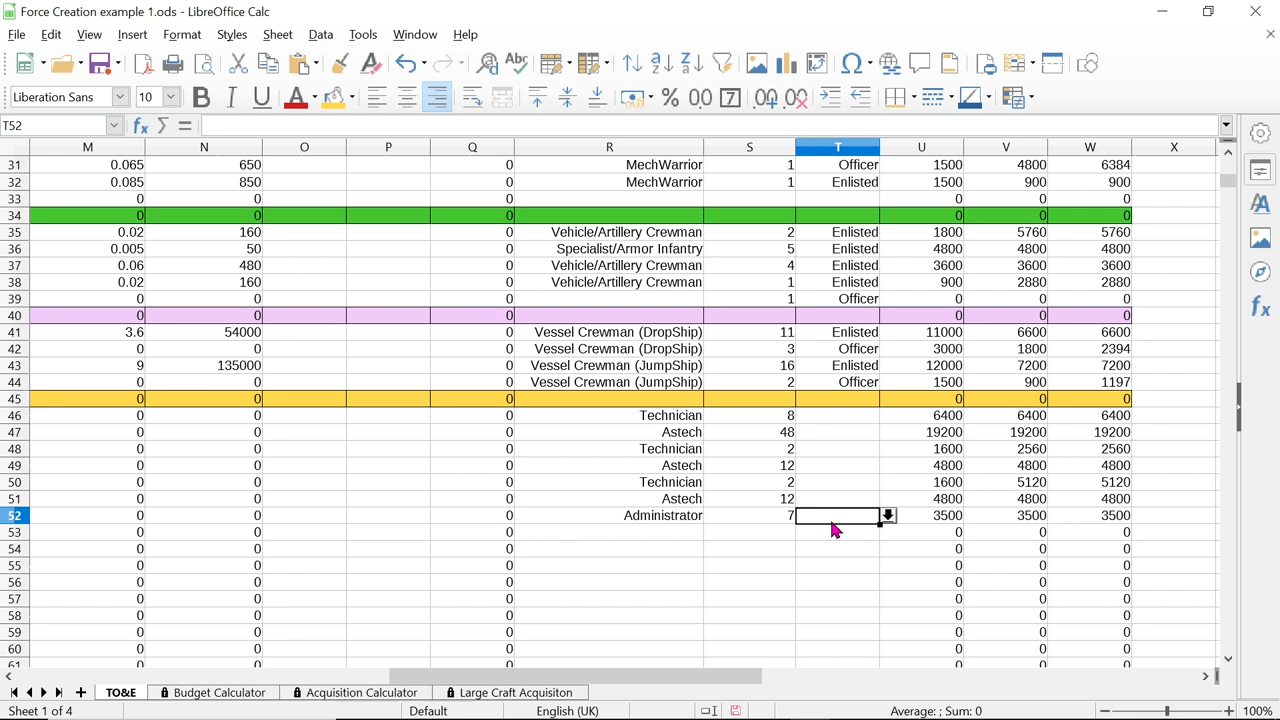 Force Creation example 1.ods - LibreOffice Calc
File Edit View Insert Format Styles Sheet Data Tools Window Help
Liberation Sans 10
T52
M N O P Q R S T U V W X
31 0.065 650 0 MechWarrior 1 Officer 1500 4800 6384
32 0.085 850 0 MechWarrior 1 Enlisted 1500 900 900
33 0 0 0 0 0 0
34 0 0 0 0 0 0
35 0.02 160 0 Vehicle/Artillery Crewman 2 Enlisted 1800 5760 5760
36 0.005 50 0 Specialist/Armor Infantry 5 Enlisted 4800 4800 4800
37 0.06 480 0 Vehicle/Artillery Crewman 4 Enlisted 3600 3600 3600
38 0.02 160 0 Vehicle/Artillery Crewman 1 Enlisted 900 2880 2880
39 0 0 0 1 Officer 0 0 0
40 0 0 0 0 0 0
41 3.6 54000 0 Vessel Crewman (DropShip) 11 Enlisted 11000 6600 6600
42 0 0 0 Vessel Crewman (DropShip) 3 Officer 3000 1800 2394
43 9 135000 0 Vessel Crewman (JumpShip) 16 Enlisted 12000 7200 7200
44 0 0 0 Vessel Crewman (JumpShip) 2 Officer 1500 900 1197
45 0 0 0 0 0 0
46 0 0 0 Technician 8 6400 6400 6400
47 0 0 0 Astech 48 19200 19200 19200
48 0 0 0 Technician 2 1600 2560 2560
49 0 0 0 Astech 12 4800 4800 4800
50 0 0 0 Technician 2 1600 5120 5120
51 0 0 0 Astech 12 4800 4800 4800
52 0 0 0 Administrator 7 3500 3500 3500
53 0 0 0 0 0 0
54 0 0 0 0 0 0
55 0 0 0 0 0 0
56 0 0 0 0 0 0
57 0 0 0 0 0 0
58 0 0 0 0 0 0
59 0 0 0 0 0 0
60 0 0 0 0 0 0
61 0 0 0 0 0 0
TO&E Budget Calculator Acquisition Calculator Large Craft Acquisiton
Sheet 1 of 4 Default English (UK) Average: ; Sum: 0 100%